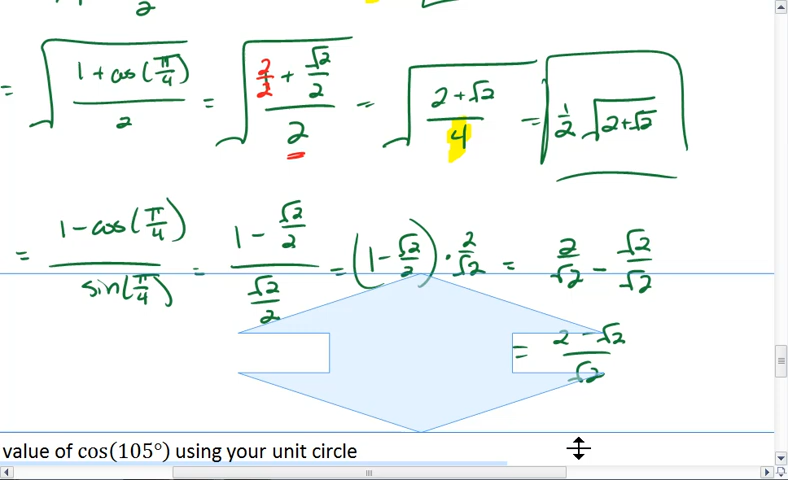 π/2
= √((1 + cos(π/4))/2) = √((2/2 + √2/2)/2) = √((2+√2)/4) = 1/2 √(2+√2)
= (1 - cos(π/4))/sin(π/4) = (1 - √2/2)/(√2/2) = (1 - √2/2) · 2/√2 = 2/√2 - √2/√2
= (2 - √2)/√2
value of cos(105°) using your unit circle